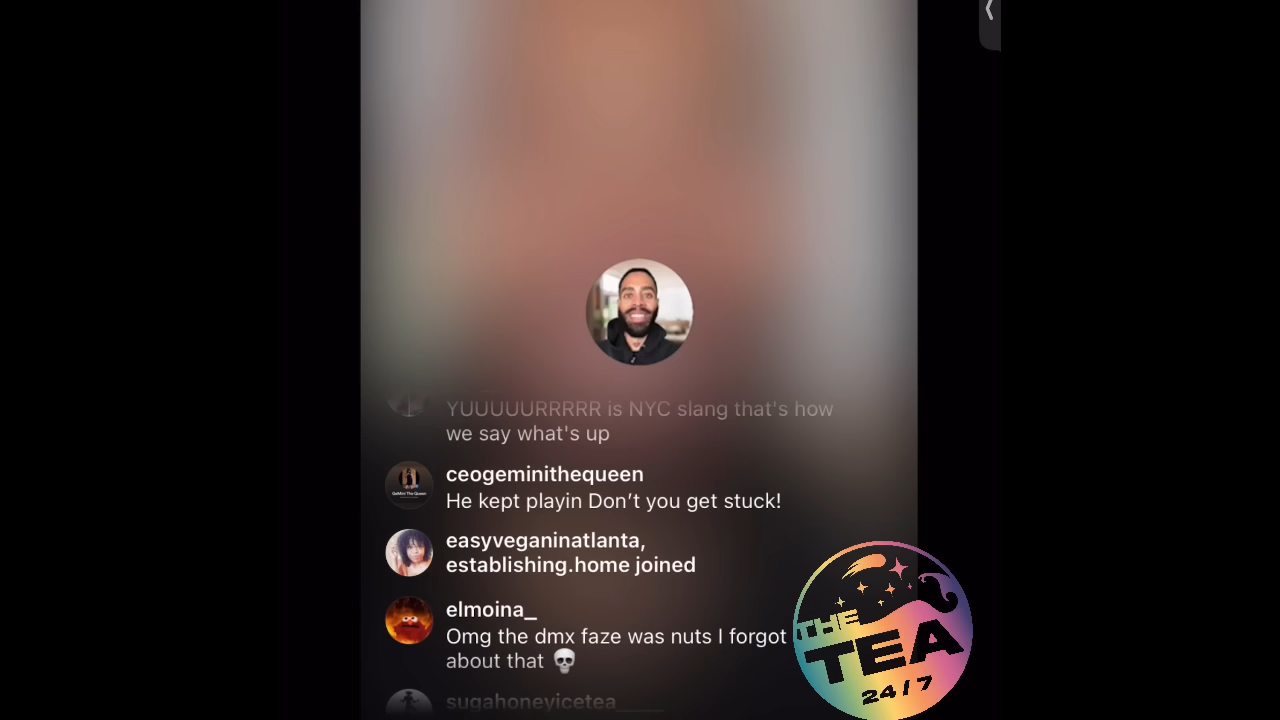 YUUUUURRRRR is NYC slang that's how
we say what's up
ceogeminithequeen
He kept playin Don’t you get stuck!
easyveganinatlanta,
establishing.home joined
elmoina_
Omg the dmx faze was nuts I forgot
about that 💀
sugahoneyicetea____
THE
TEA
24/7